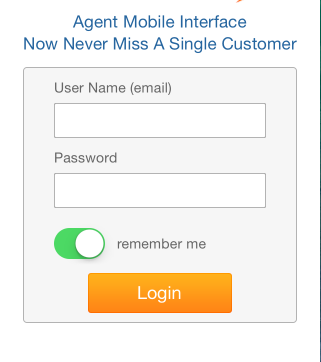 Agent Mobile Interface
Now Never Miss A Single Customer
User Name (email)
Password
remember me
Login